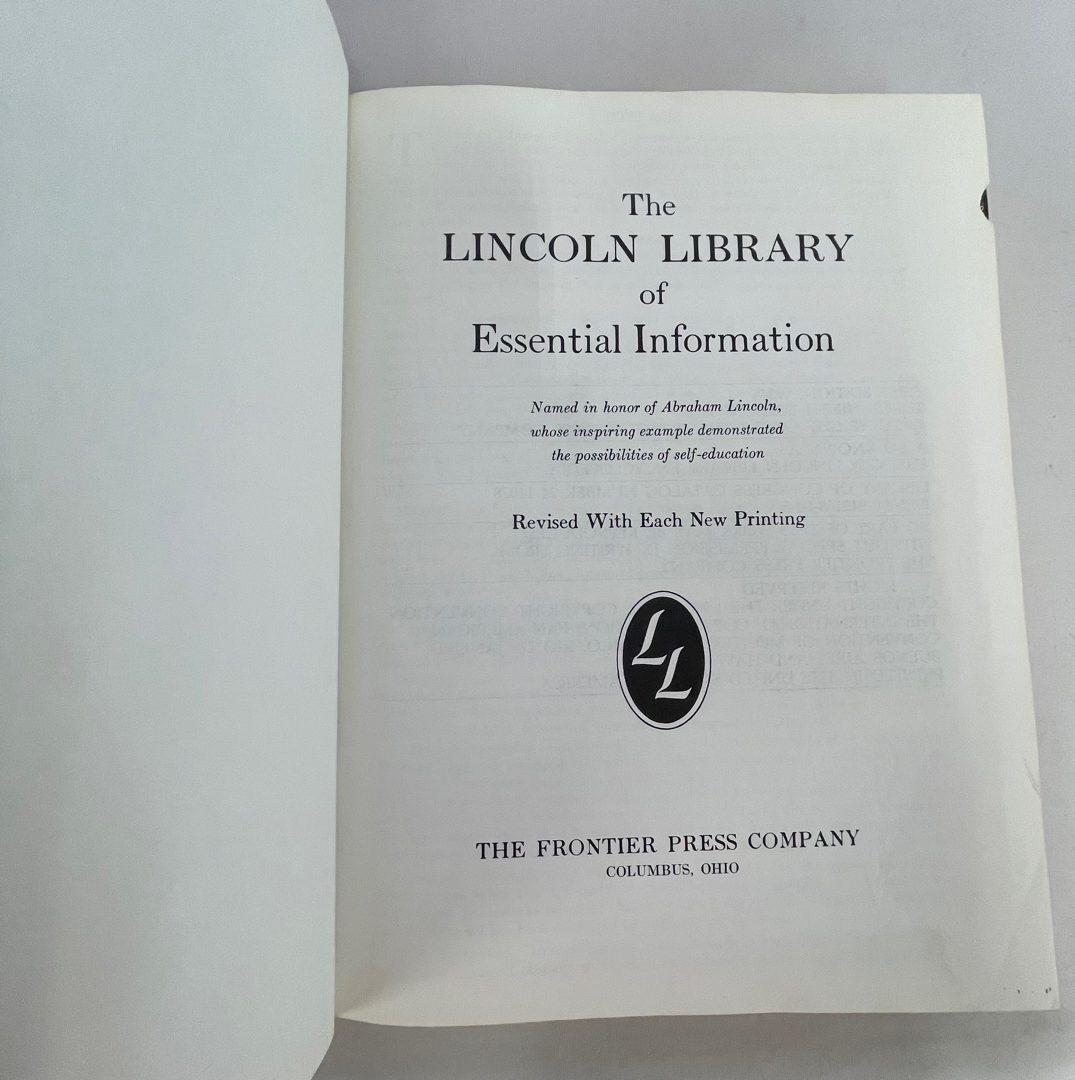 The
LINCOLN LIBRARY
of
Essential Information
Named in honor of Abraham Lincoln,
whose inspiring example demonstrated
the possibilities of self-education
Revised With Each New Printing
LL
THE FRONTIER PRESS COMPANY
COLUMBUS, OHIO